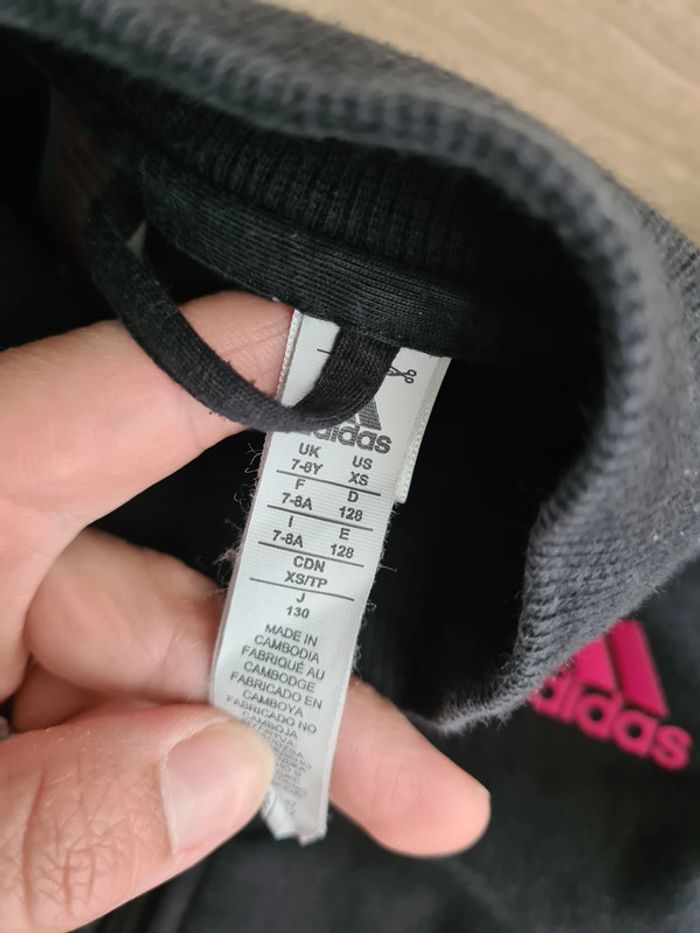 adidas
UK US
7-8Y XS
F D
7-8A 128
I E
7-8A 128
CDN
XS/TP
J
130
MADE IN
CAMBODIA
FABRIQUÉ AU
CAMBODGE
FABRICADO EN
CAMBOYA
FABRICADO NO
CAMBOJA
adidas